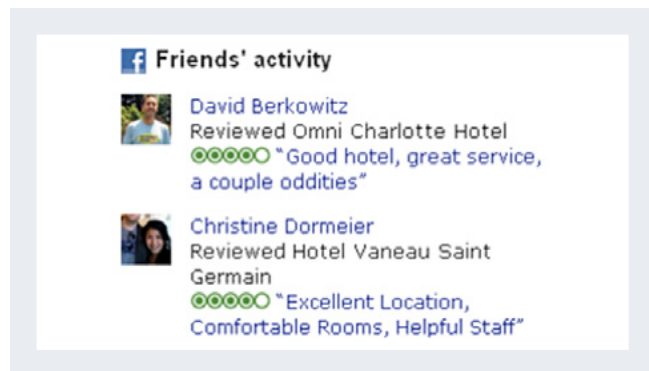 f Friends' activity
David Berkowitz
Reviewed Omni Charlotte Hotel
"Good hotel, great service,
a couple oddities"
Christine Dormeier
Reviewed Hotel Vaneau Saint
Germain
"Excellent Location,
Comfortable Rooms, Helpful Staff"